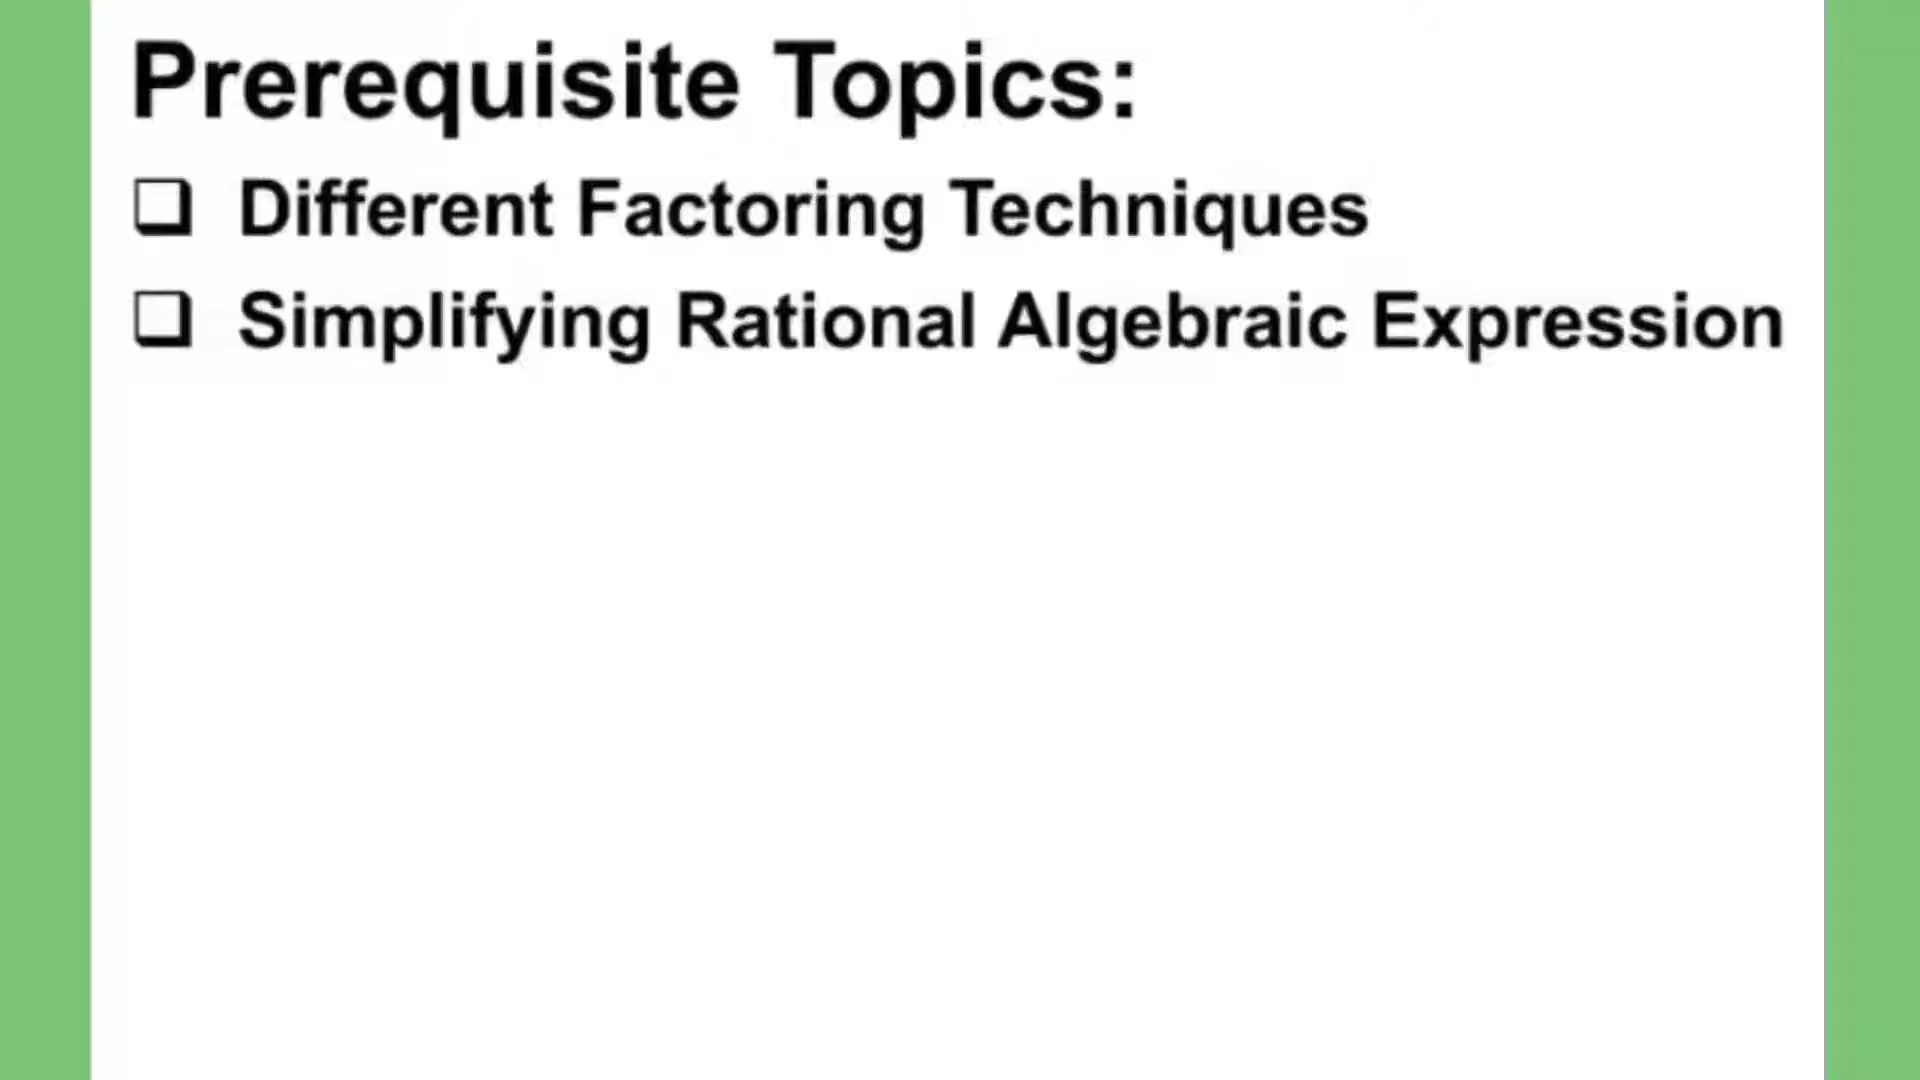 Prerequisite Topics:
❑ Different Factoring Techniques
❑ Simplifying Rational Algebraic Expression